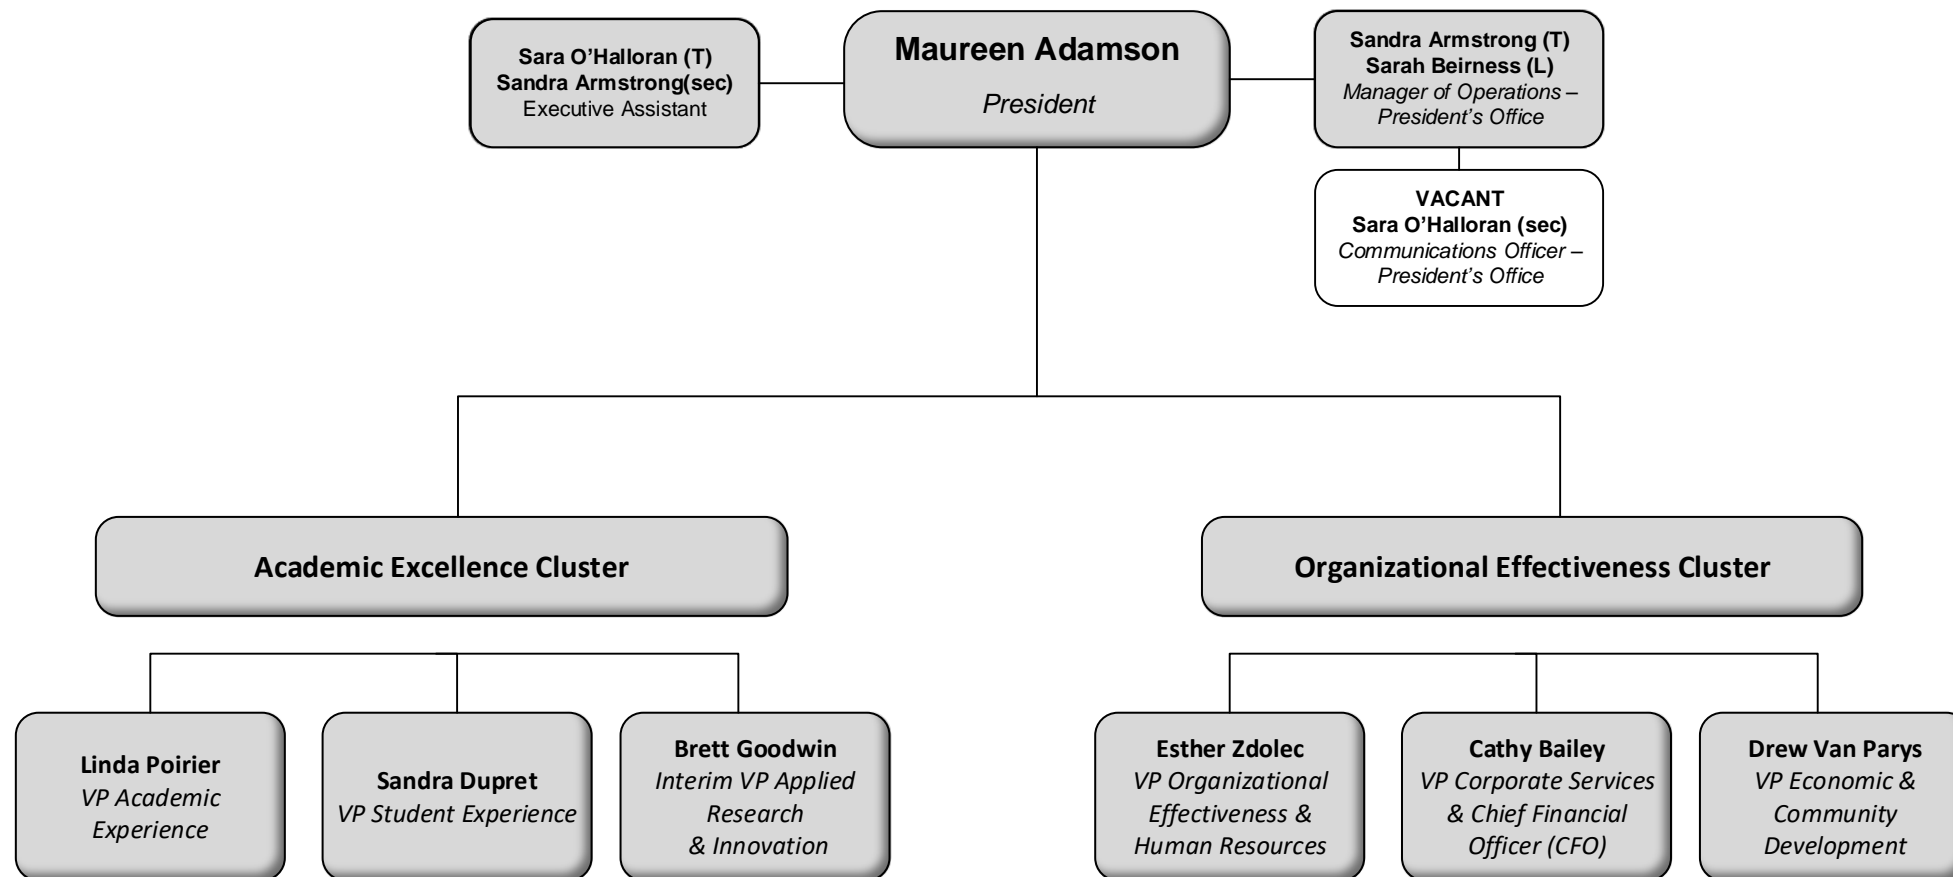 Sara O’Halloran (T)
Sandra Armstrong(sec)
Executive Assistant
Maureen Adamson
President
Sandra Armstrong (T)
Sarah Beirness (L)
Manager of Operations –
President’s Office
VACANT
Sara O’Halloran (sec)
Communications Officer –
President’s Office
Academic Excellence Cluster
Organizational Effectiveness Cluster
Linda Poirier
VP Academic
Experience
Sandra Dupret
VP Student Experience
Brett Goodwin
Interim VP Applied
Research
& Innovation
Esther Zdolec
VP Organizational
Effectiveness &
Human Resources
Cathy Bailey
VP Corporate Services
& Chief Financial
Officer (CFO)
Drew Van Parys
VP Economic &
Community
Development